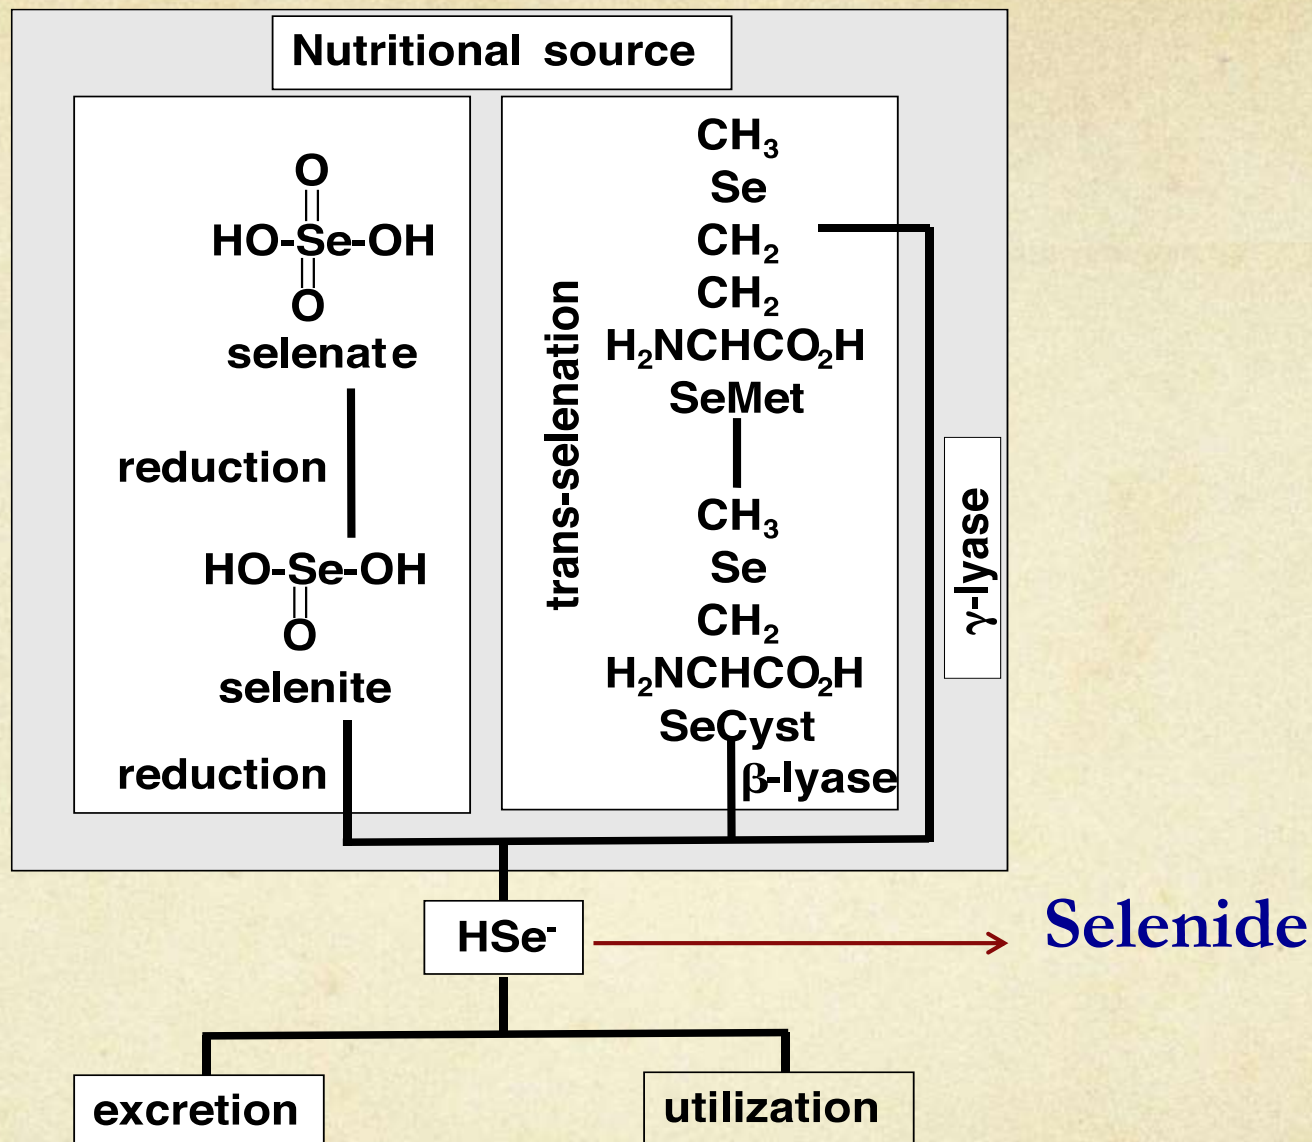 Nutritional source
O
HO-Se-OH
O
selenate
reduction
HO-Se-OH
O
selenite
reduction
trans-selenation
CH₃
Se
CH₂
CH₂
H₂NCHCO₂H
SeMet
CH₃
Se
CH₂
H₂NCHCO₂H
SeCyst
β-lyase
γ-lyase
HSe⁻
Selenide
excretion
utilization